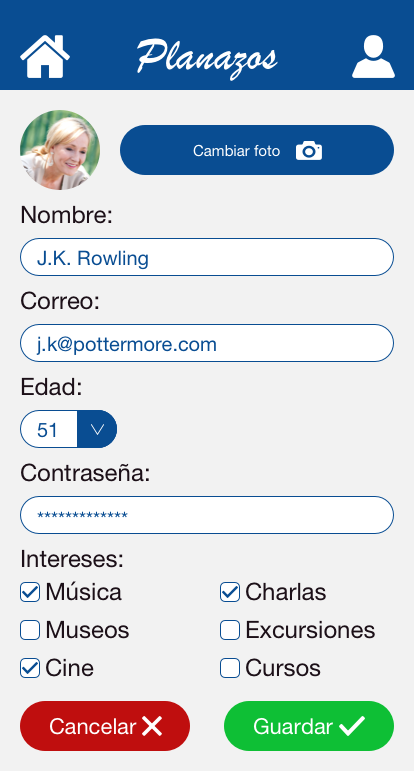 Planazos
Cambiar foto
Nombre:
J.K. Rowling
Correo:
j.k@pottermore.com
Edad:
51
Contraseña:
*************
Intereses:
Música Charlas
Museos Excursiones
Cine Cursos
Cancelar Guardar